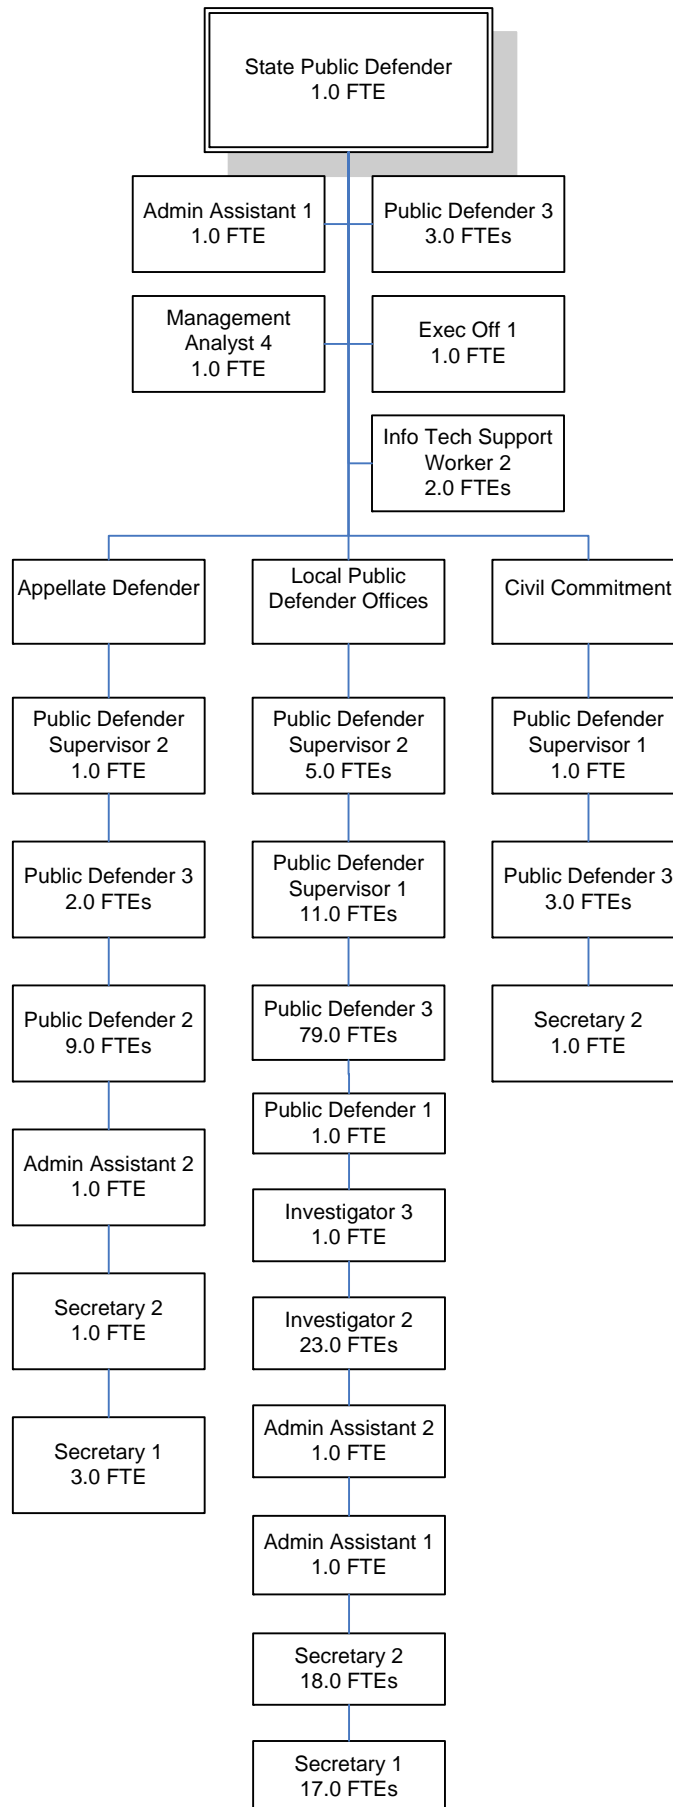 State Public Defender
1.0 FTE
Admin Assistant 1
1.0 FTE
Public Defender 3
3.0 FTEs
Management
Analyst 4
1.0 FTE
Exec Off 1
1.0 FTE
Info Tech Support
Worker 2
2.0 FTEs
Appellate Defender
Local Public
Defender Offices
Civil Commitment
Public Defender
Supervisor 2
1.0 FTE
Public Defender
Supervisor 2
5.0 FTEs
Public Defender
Supervisor 1
1.0 FTE
Public Defender 3
2.0 FTEs
Public Defender
Supervisor 1
11.0 FTEs
Public Defender 3
3.0 FTEs
Public Defender 2
9.0 FTEs
Public Defender 3
79.0 FTEs
Secretary 2
1.0 FTE
Public Defender 1
1.0 FTE
Admin Assistant 2
1.0 FTE
Investigator 3
1.0 FTE
Secretary 2
1.0 FTE
Investigator 2
23.0 FTEs
Secretary 1
3.0 FTE
Admin Assistant 2
1.0 FTE
Admin Assistant 1
1.0 FTE
Secretary 2
18.0 FTEs
Secretary 1
17.0 FTEs